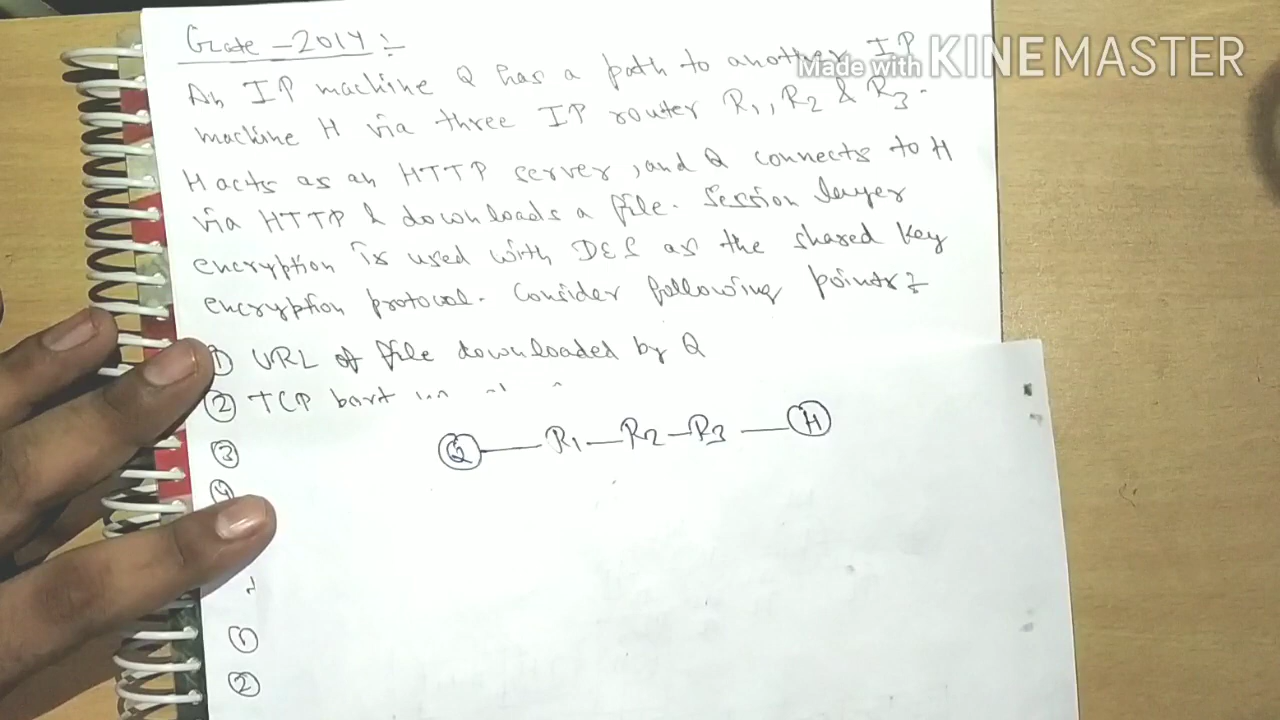 Gate - 2014 :-
An IP machine Q has a path to another IP
Made with KINEMASTER
machine H via three IP router R1, R2 & R3.
H acts as an HTTP server, and Q connects to H
via HTTP & downloads a file. Session layer
encryption is used with DES as the shared key
encryption protocol. Consider following points :
① URL of file downloaded by Q
② TCP
③
④
Q — R1 — R2 — R3 — H
①
②